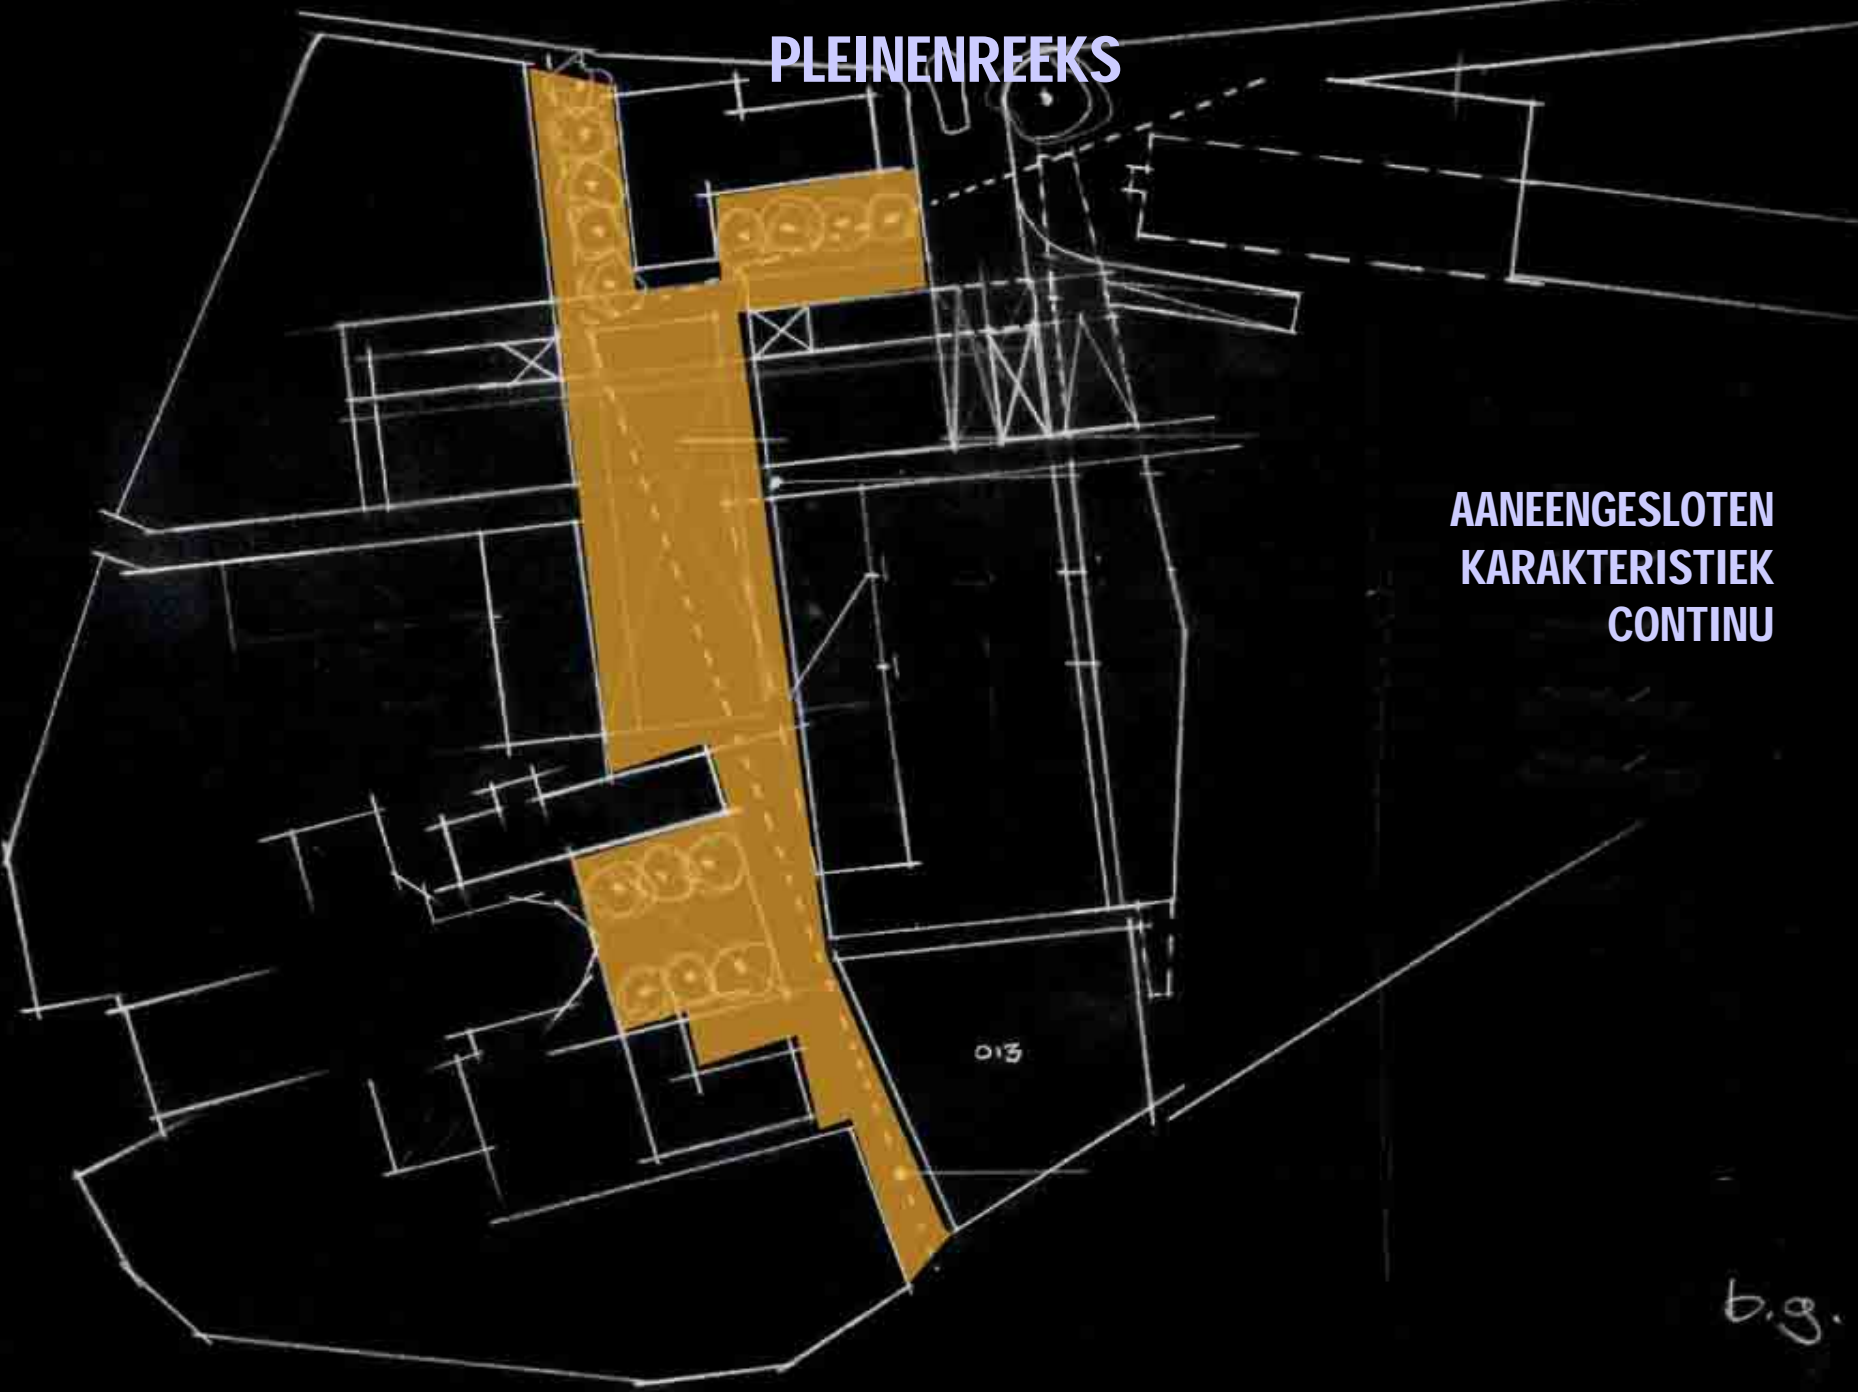 PLEINENREEKS
AANEENGESLOTEN
KARAKTERISTIEK
CONTINU
013
b.g.